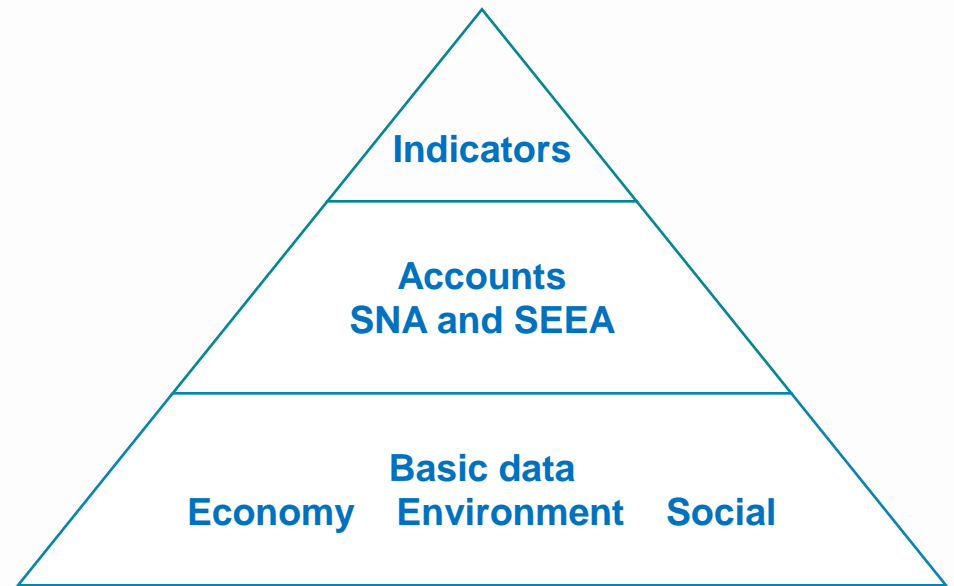 Indicators
Accounts
SNA and SEEA
Basic data
Economy Environment Social